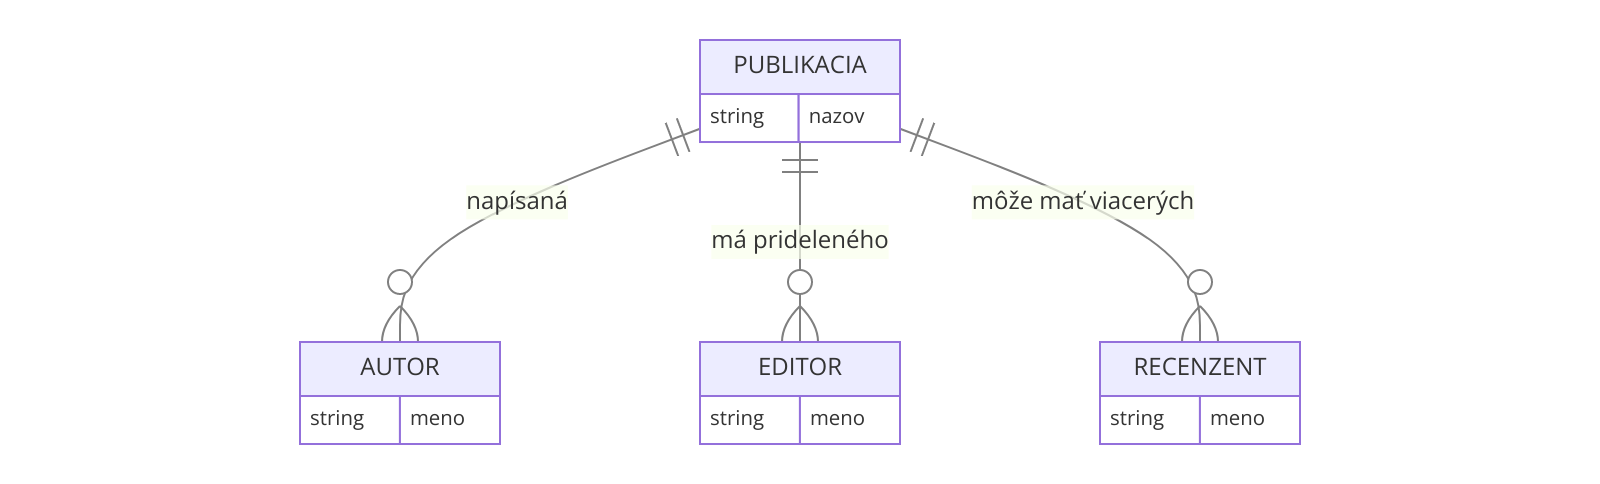 PUBLIKACIA
string nazov
napísaná
môže mať viacerých
má prideleného
AUTOR
string meno
EDITOR
string meno
RECENZENT
string meno